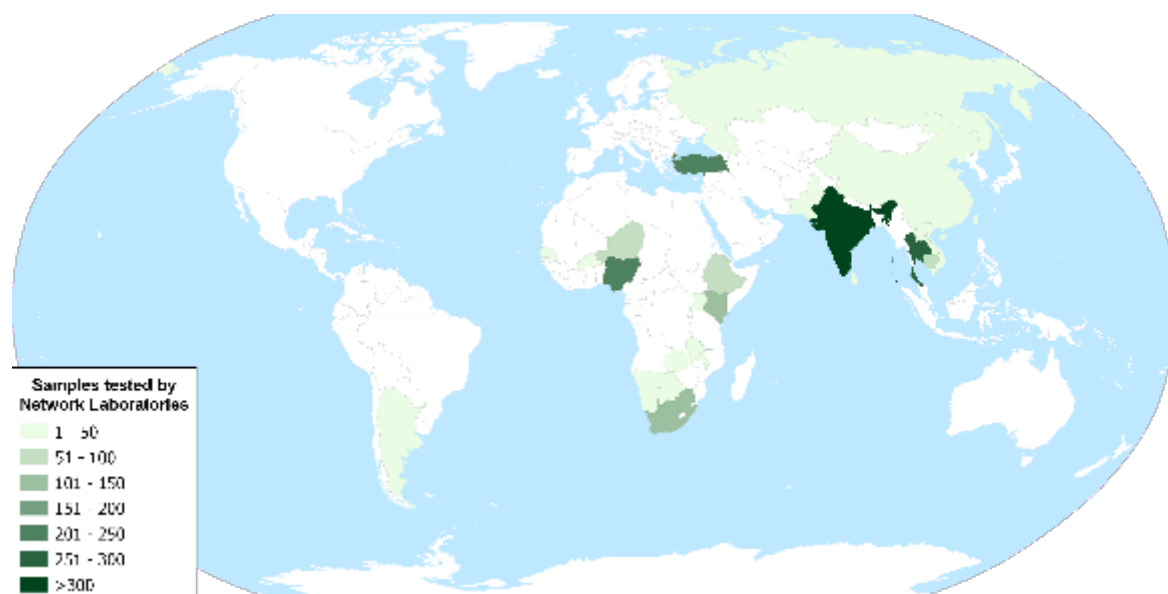 Samples tested by
Network Laboratories
1 - 50
51 - 100
101 - 150
151 - 200
201 - 250
251 - 300
>300